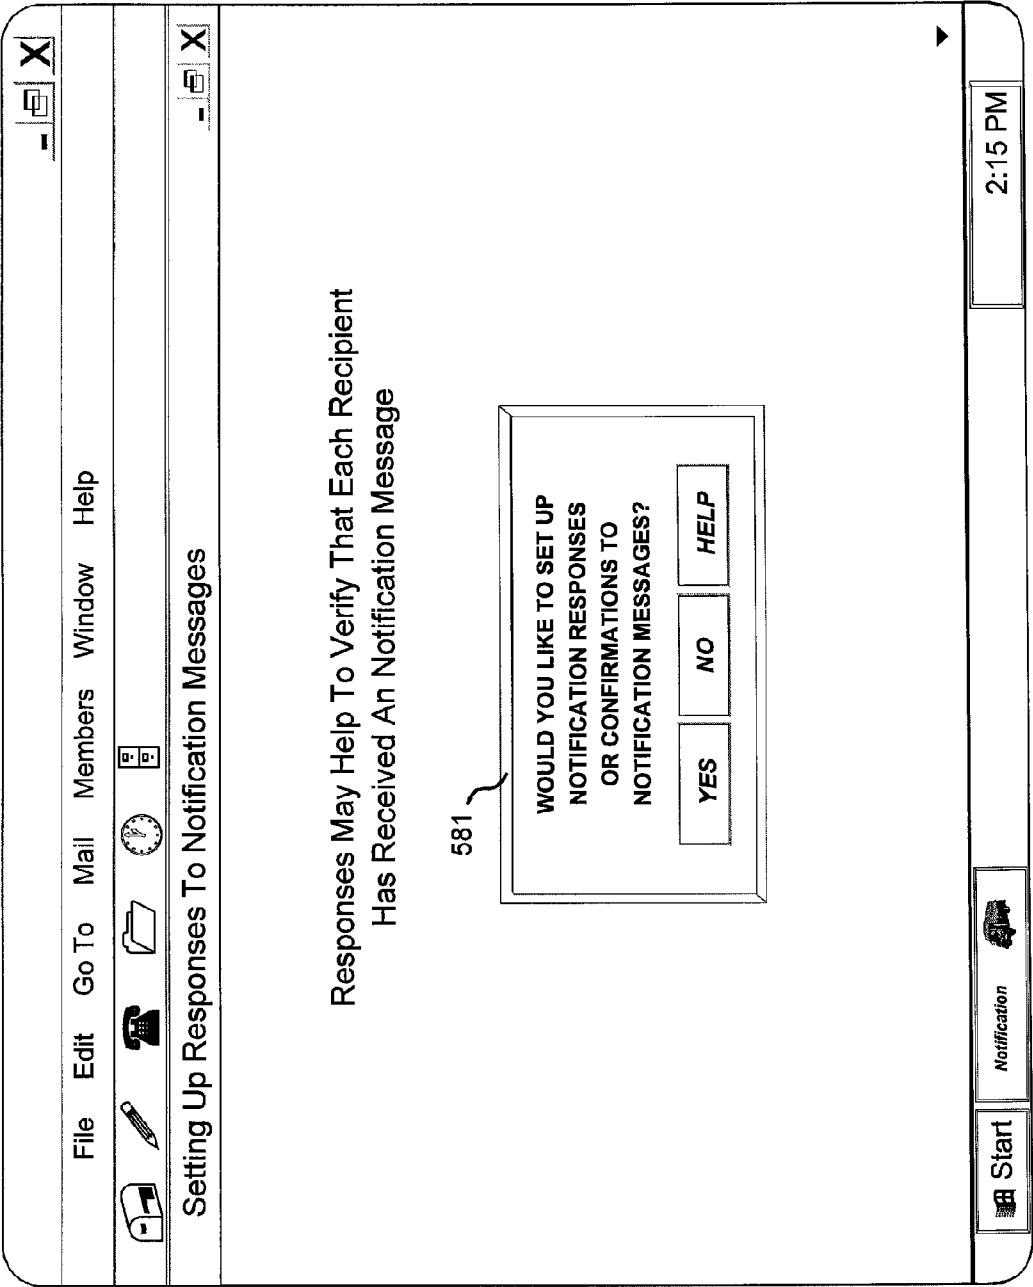 File Edit Go To Mail Members Window Help
Setting Up Responses To Notification Messages
Responses May Help To Verify That Each Recipient
Has Received An Notification Message
581
WOULD YOU LIKE TO SET UP
NOTIFICATION RESPONSES
OR CONFIRMATIONS TO
NOTIFICATION MESSAGES?
YES NO HELP
Start Notification 2:15 PM